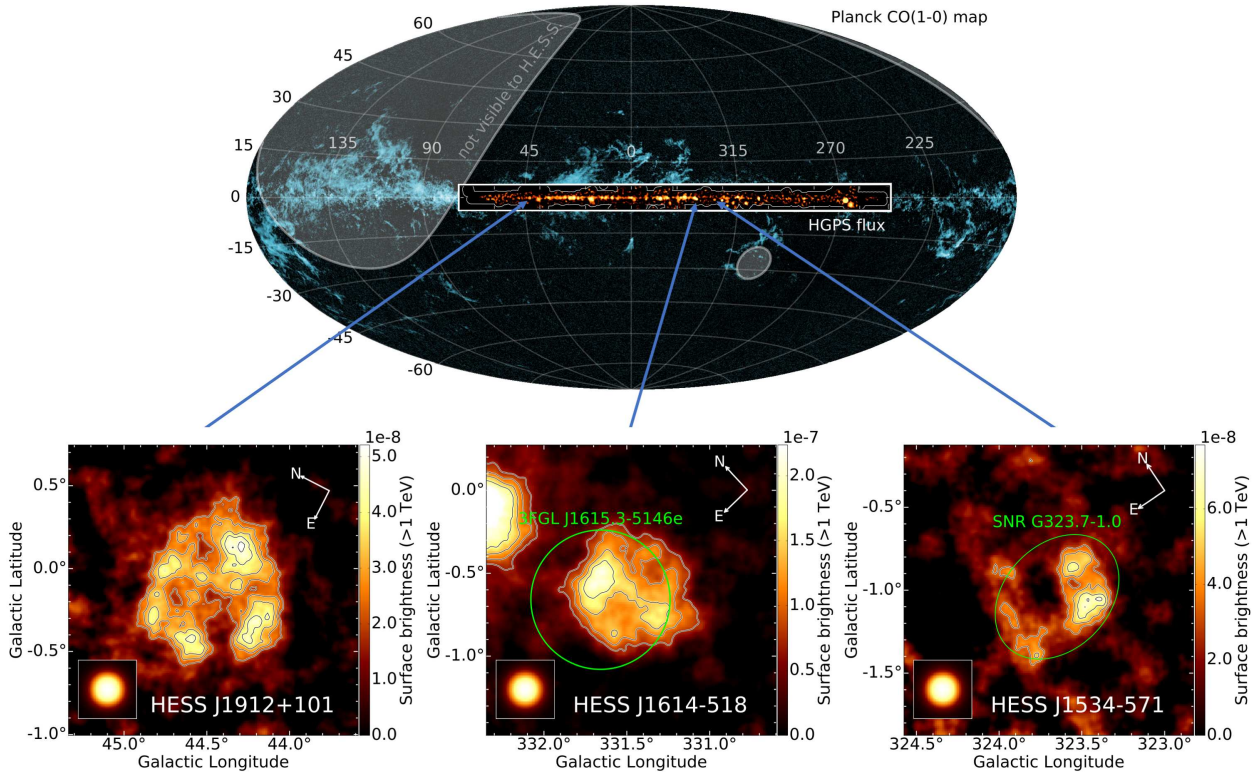 Planck CO(1-0) map
60
45
30
15
0
-15
-30
-45
-60
not visible to H.E.S.S.
135
90
45
0
315
270
225
HGPS flux
1e-8
5.0
4.0
3.0
2.0
1.0
0.0
Surface brightness (>1 TeV)
0.5°
0.0°
-0.5°
-1.0°
Galactic Latitude
N
E
HESS J1912+101
45.0°
44.5°
44.0°
Galactic Longitude
1e-7
2.0
1.5
1.0
0.5
0.0
Surface brightness (>1 TeV)
0.0°
-0.5°
-1.0°
Galactic Latitude
N
E
3FGL J1615.3-5146e
HESS J1614-518
332.0°
331.5°
331.0°
Galactic Longitude
1e-8
8.0
6.0
4.0
2.0
0.0
Surface brightness (>1 TeV)
-0.5°
-1.0°
-1.5°
Galactic Latitude
N
E
SNR G323.7-1.0
HESS J1534-571
324.5°
324.0°
323.5°
323.0°
Galactic Longitude